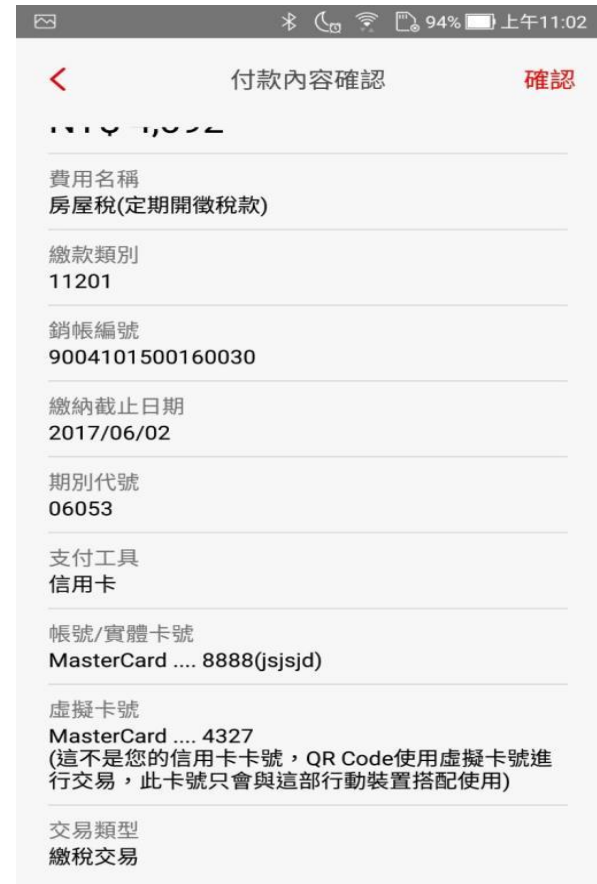 94% 上午11:02
付款內容確認 確認
費用名稱
房屋稅(定期開徵稅款)
繳款類別
11201
銷帳編號
9004101500160030
繳納截止日期
2017/06/02
期別代號
06053
支付工具
信用卡
帳號/實體卡號
MasterCard .... 8888(jsjsjd)
虛擬卡號
MasterCard .... 4327
(這不是您的信用卡卡號,QR Code使用虛擬卡號進
行交易,此卡號只會與這部行動裝置搭配使用)
交易類型
繳稅交易